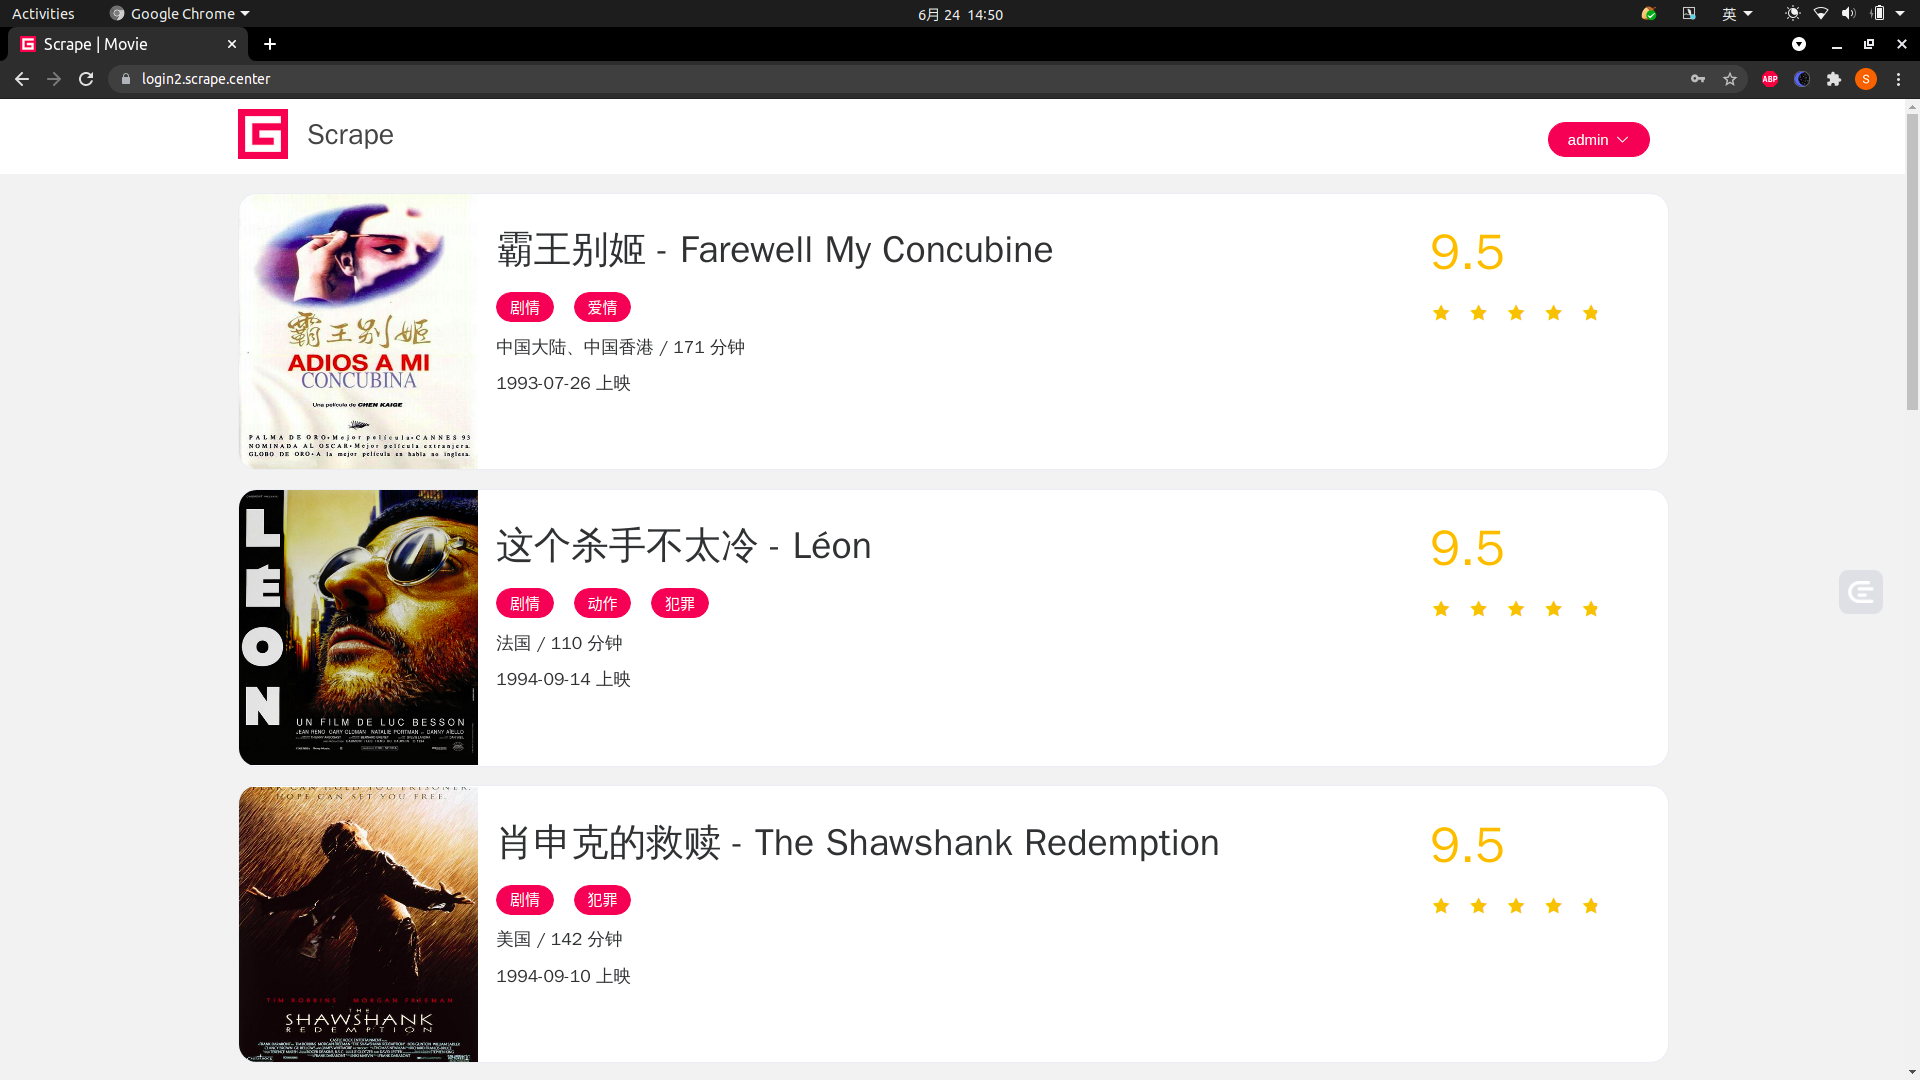 Activities
Google Chrome
6月 24 14:50
英
Scrape | Movie
login2.scrape.center
ABP
S
Scrape
admin
霸王别姬
ADIOS A MI
CONCUBINA
Una película de CHEN KAIGE
PALMA DE ORO•Mejor película•CANNES 93
NOMINADA AL OSCAR•Mejor película extranjera.
GLOBO DE ORO•A la mejor película en habla no inglesa.
霸王别姬 - Farewell My Concubine
剧情
爱情
中国大陆、中国香港 / 171 分钟
1993-07-26 上映
9.5
LÉON
UN FILM DE LUC BESSON
JEAN RENO GARY OLDMAN NATALIE PORTMAN DANNY AIELLO
这个杀手不太冷 - Léon
剧情
动作
犯罪
法国 / 110 分钟
1994-09-14 上映
9.5
FEAR CAN HOLD YOU PRISONER.
HOPE CAN SET YOU FREE.
TIM ROBBINS MORGAN FREEMAN
THE
SHAWSHANK
REDEMPTION
肖申克的救赎 - The Shawshank Redemption
剧情
犯罪
美国 / 142 分钟
1994-09-10 上映
9.5